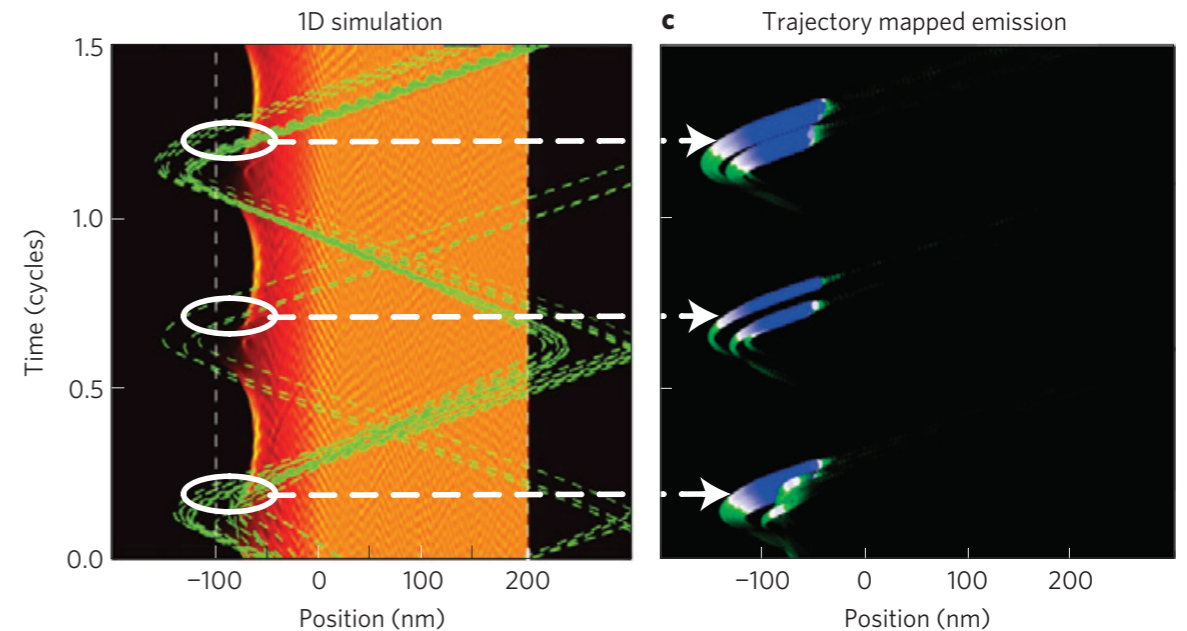 1D simulation
c Trajectory mapped emission
1.5
1.0
0.5
0.0
Time (cycles)
−100 0 100 200
−100 0 100 200
Position (nm)
Position (nm)